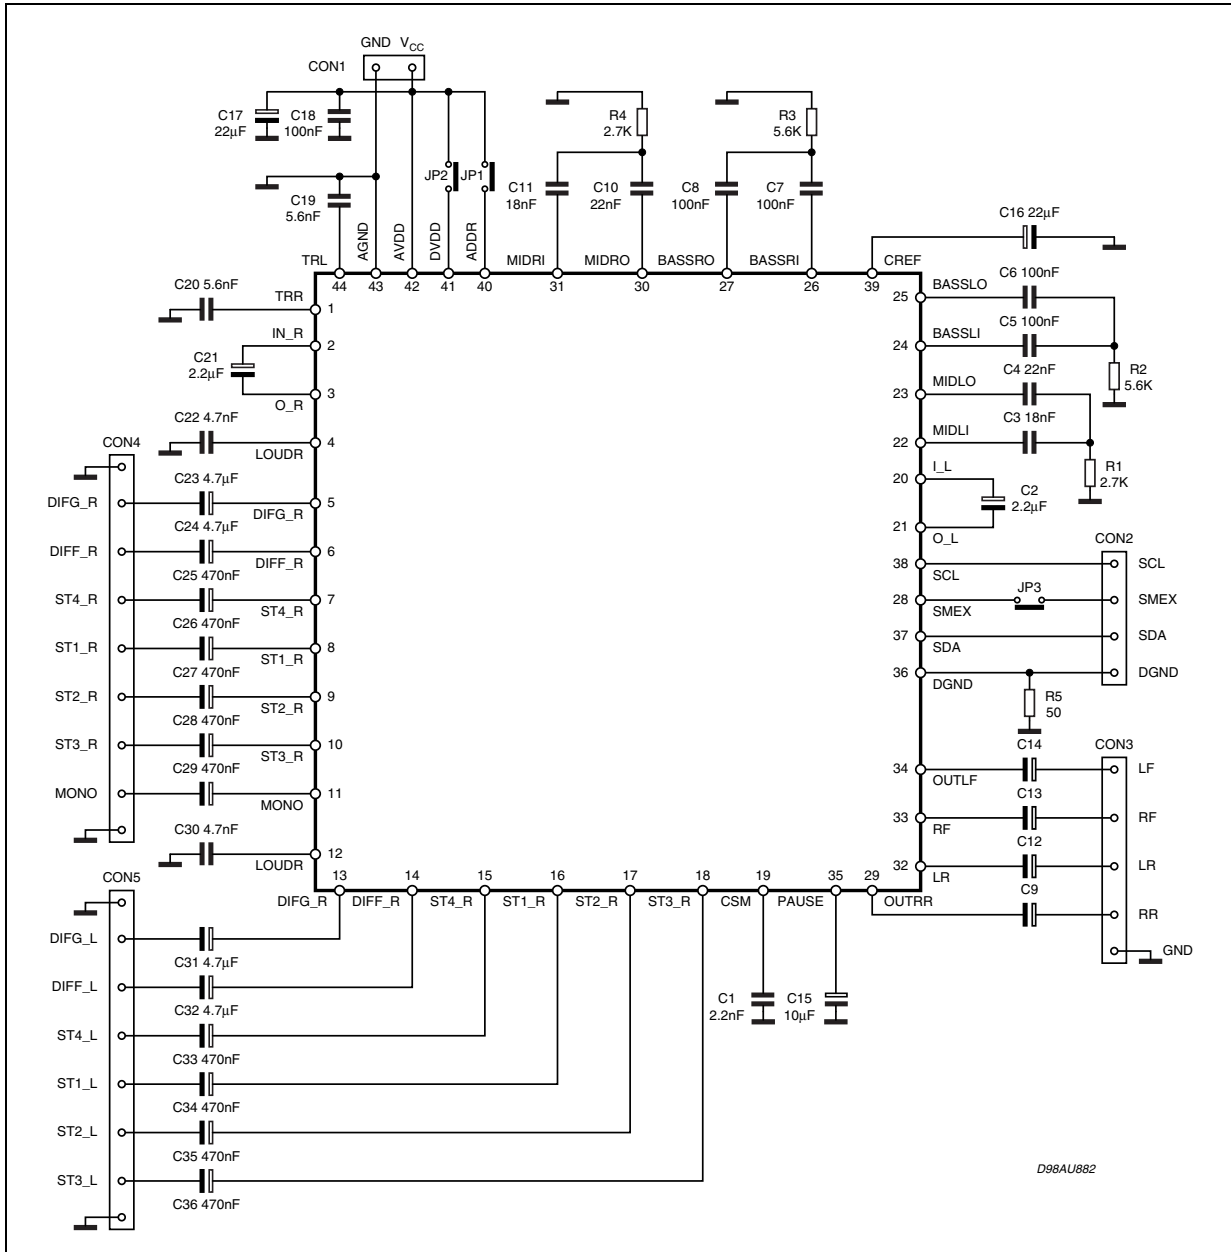 GND VCC
CON1
C17
22µF
C18
100nF
R4
2.7K
R3
5.6K
JP2 JP1
C19
5.6nF
C11
18nF
C10
22nF
C8
100nF
C7
100nF
C16 22µF
TRL AGND AVDD DVDD ADDR MIDRI MIDRO BASSRO BASSRI CREF
44 43 42 41 40 31 30 27 26 39
C20 5.6nF
TRR
1
IN_R
2
C21
2.2µF
3
O_R
C22 4.7nF
4
LOUDR
CON4
C23 4.7µF
DIFG_R
5
DIFG_R
C24 4.7µF
DIFF_R
6
DIFF_R
C25 470nF
ST4_R
7
ST4_R
C26 470nF
ST1_R
8
ST1_R
C27 470nF
ST2_R
9
ST2_R
C28 470nF
ST3_R
10
ST3_R
C29 470nF
MONO
11
MONO
C30 4.7nF
12
LOUDR
C6 100nF
25
BASSLO
C5 100nF
24
BASSLI
R2
5.6K
C4 22nF
23
MIDLO
C3 18nF
22
MIDLI
R1
2.7K
20
I_L
C2
2.2µF
21
O_L
CON2
38
SCL
SCL
28
SMEX
JP3
SMEX
37
SDA
SDA
36
DGND
DGND
R5
50
C14
CON3
34
OUTLF
LF
C13
33
RF
RF
C12
32
LR
LR
C9
RR
GND
13 14 15 16 17 18 19 35 29
DIFG_R DIFF_R ST4_R ST1_R ST2_R ST3_R CSM PAUSE OUTRR
CON5
DIFG_L
C31 4.7µF
DIFF_L
C32 4.7µF
ST4_L
C33 470nF
ST1_L
C34 470nF
ST2_L
C35 470nF
ST3_L
C36 470nF
C1
2.2nF
C15
10µF
D98AU882